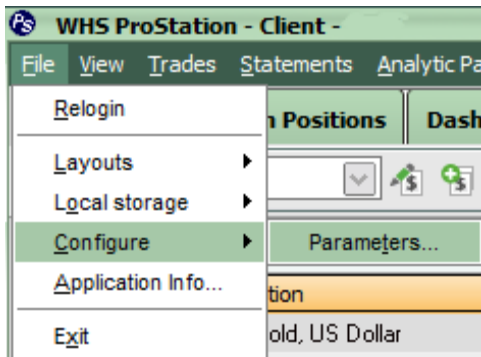 Ps WHS ProStation - Client -
File View Trades Statements Analytic Pa
Relogin
n Positions Dash
Layouts
Local storage
Configure Parameters...
Application Info...
tion
Exit
old, US Dollar